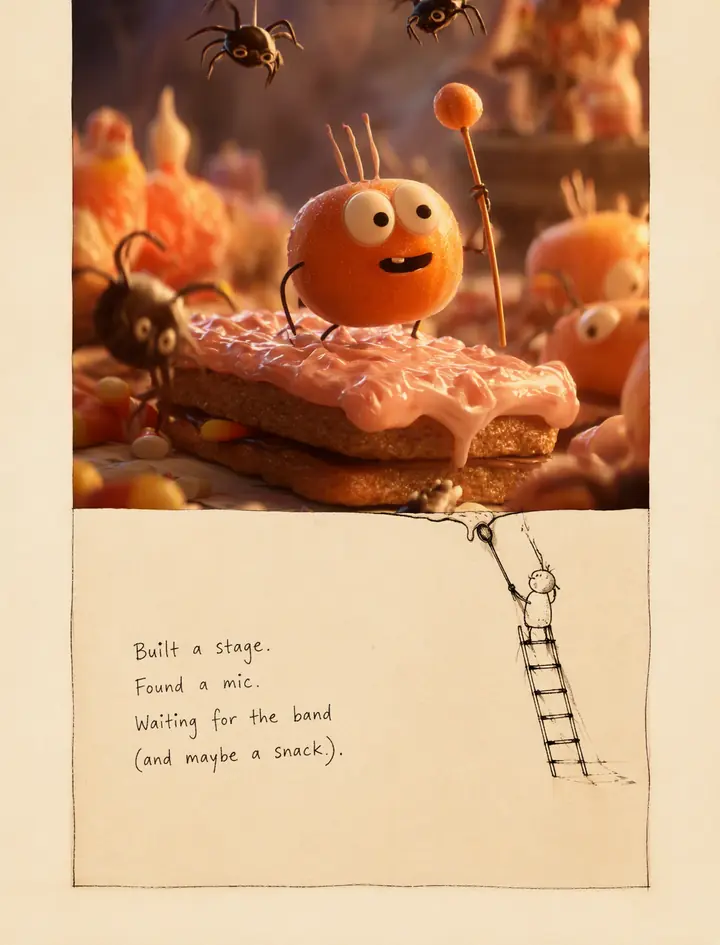 Built a stage.
Found a mic.
Waiting for the band
(and maybe a snack.).